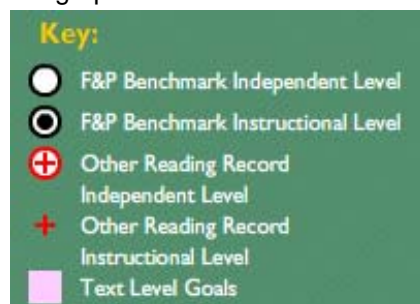 Key:
F&P Benchmark Independent Level
F&P Benchmark Instructional Level
Other Reading Record
Independent Level
Other Reading Record
Instructional Level
Text Level Goals